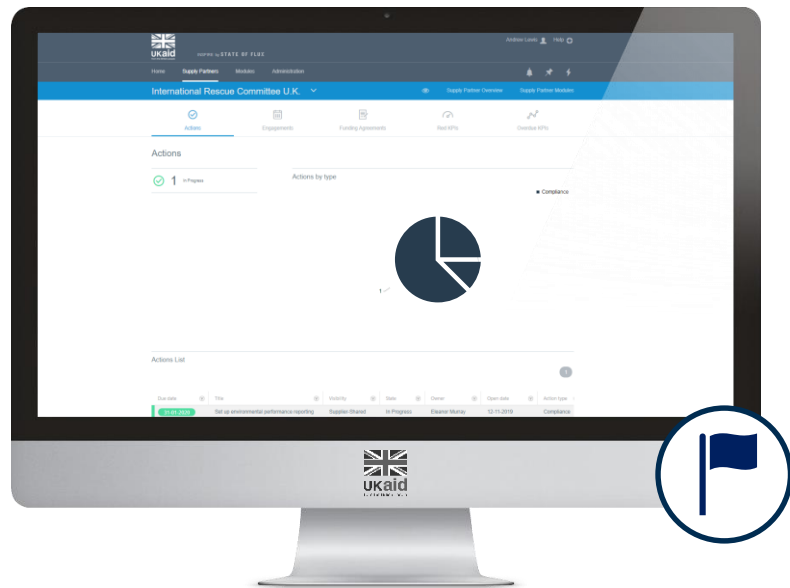 Andrew Lewis Help
UKaid
INSPIRE by STATE OF FLUX
Home Supply Partners Modules Administration
International Rescue Committee U.K. Supply Partner Overview Supply Partner Modules
Actions Engagements Funding Agreements Red KPIs Overdue KPIs
Actions
1 In Progress
Actions by type
Compliance
1
Actions List
1
Due date Title Visibility State Owner Open date Action type
31-01-2020 Set up environmental performance reporting Supplier-Shared In Progress Eleanor Murray 12-11-2019 Compliance
UKaid